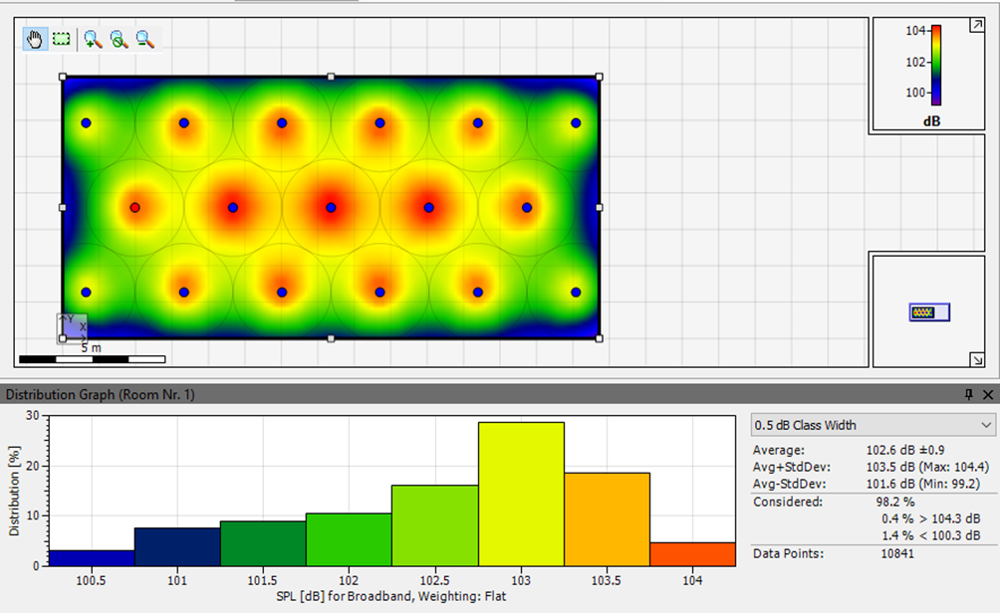 104
102
100
dB
Y
X
5 m
Distribution Graph (Room Nr. 1)
30
20
10
0
Distribution [%]
100.5 101 101.5 102 102.5 103 103.5 104
SPL [dB] for Broadband, Weighting: Flat
0.5 dB Class Width
Average: 102.6 dB ±0.9
Avg+StdDev: 103.5 dB (Max: 104.4)
Avg-StdDev: 101.6 dB (Min: 99.2)
Considered: 98.2 %
0.4 % > 104.3 dB
1.4 % < 100.3 dB
Data Points: 10841